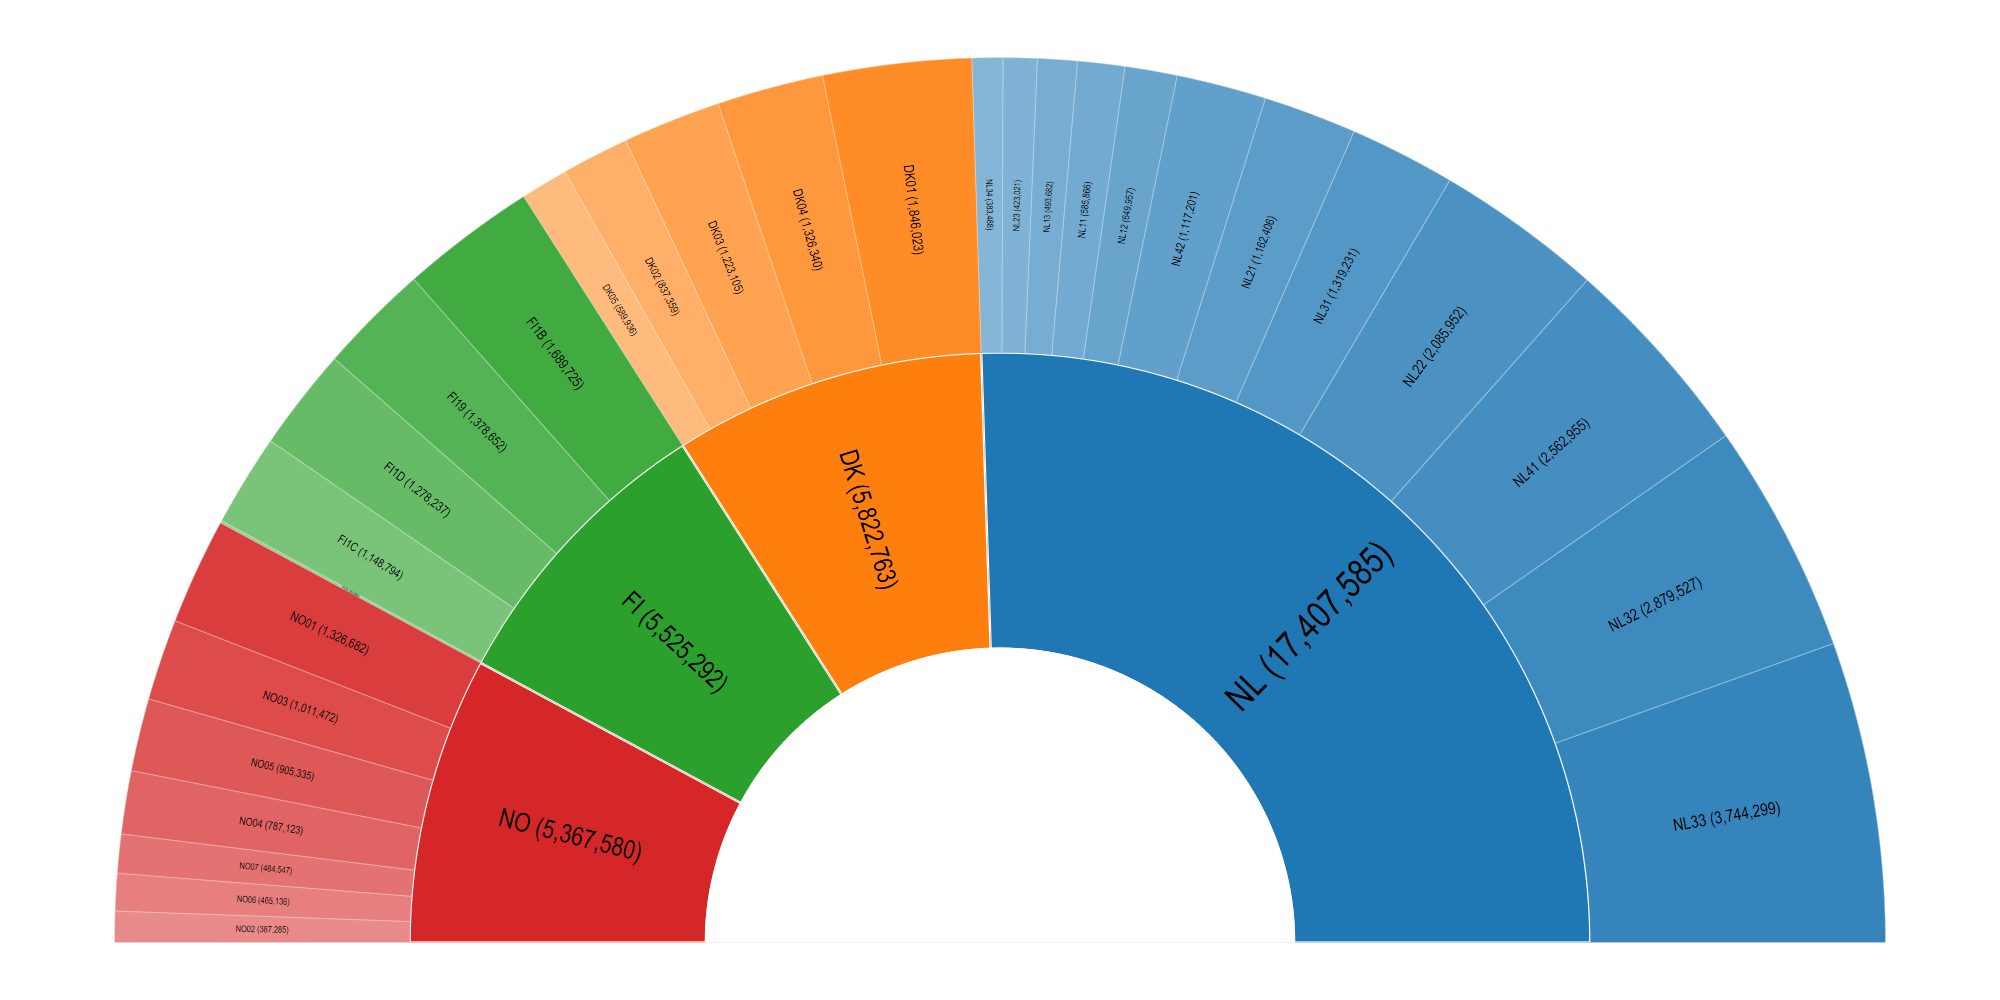 NL34 (383,488)
NL23 (423,021)
NL13 (493,682)
NL11 (585,866)
NL12 (649,957)
NL42 (1,117,201)
NL21 (1,162,406)
NL31 (1,319,231)
NL22 (2,085,952)
NL41 (2,562,955)
NL32 (2,879,527)
NL33 (3,744,299)
NL (17,407,585)
DK01 (1,846,023)
DK04 (1,326,340)
DK03 (1,223,105)
DK02 (837,359)
DK05 (589,936)
DK (5,822,763)
FI1B (1,689,725)
FI19 (1,378,652)
FI1D (1,278,237)
FI1C (1,148,794)
FI (5,525,292)
NO01 (1,326,682)
NO03 (1,011,472)
NO05 (905,335)
NO04 (787,123)
NO07 (484,547)
NO06 (465,136)
NO02 (387,285)
NO (5,367,580)